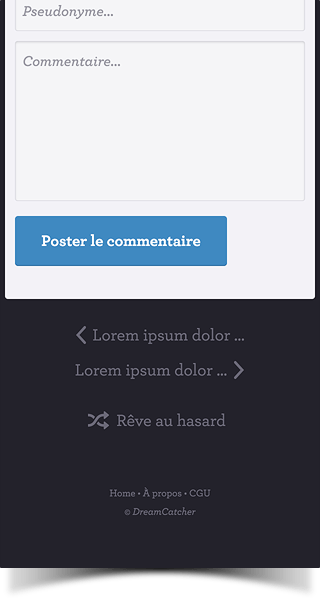 Pseudonyme...
Commentaire...
Poster le commentaire
Lorem ipsum dolor ...
Lorem ipsum dolor ...
Rêve au hasard
Home • À propos • CGU
© DreamCatcher